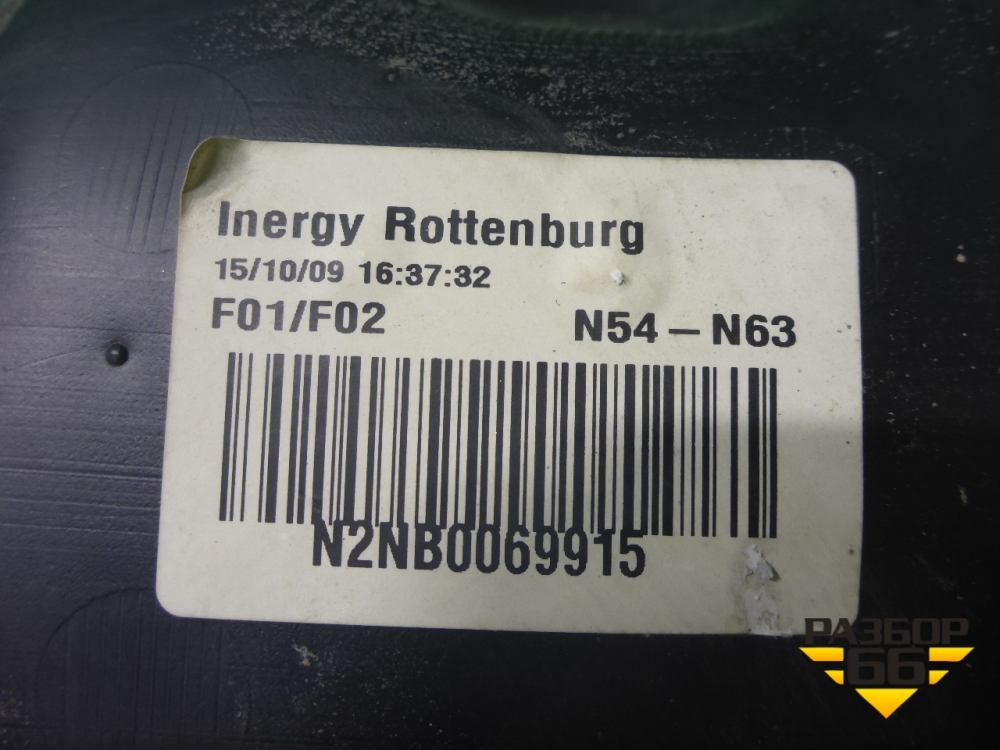 Inergy Rottenburg
15/10/09 16:37:32
F01/F02 N54 – N63
N2NB0069915
РАЗБОР
66